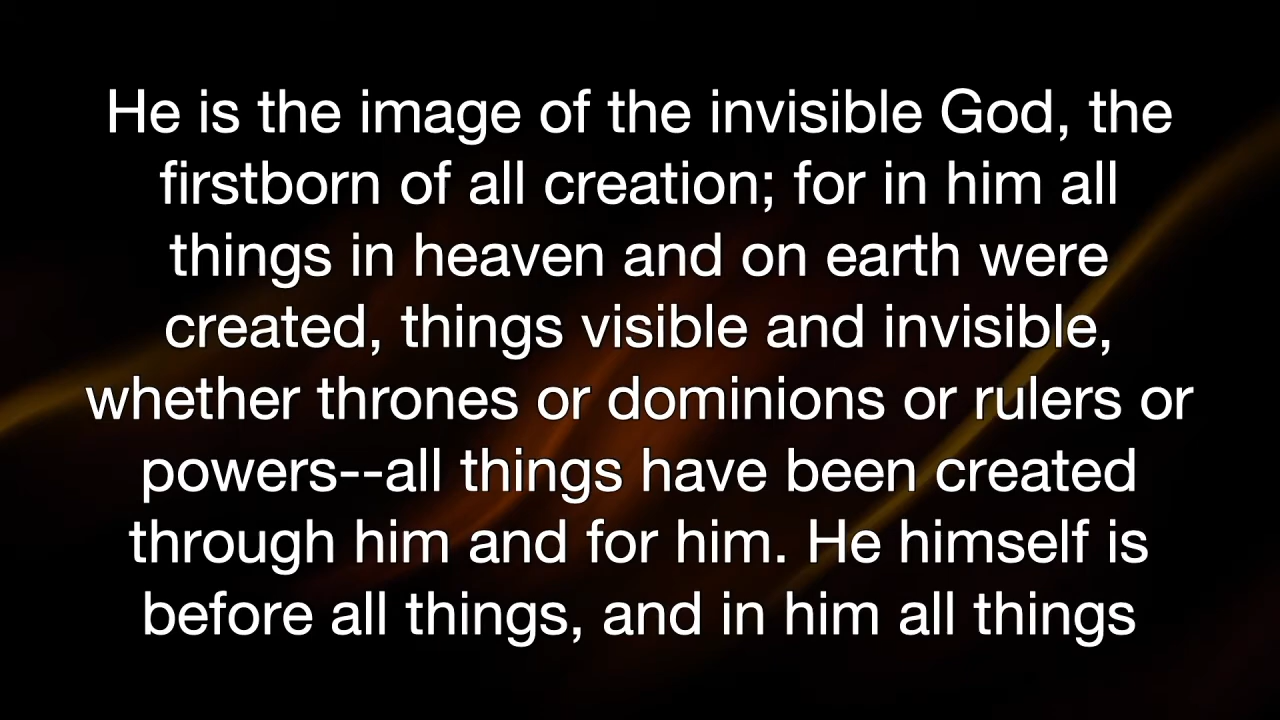 He is the image of the invisible God, the
firstborn of all creation; for in him all
things in heaven and on earth were
created, things visible and invisible,
whether thrones or dominions or rulers or
powers--all things have been created
through him and for him. He himself is
before all things, and in him all things